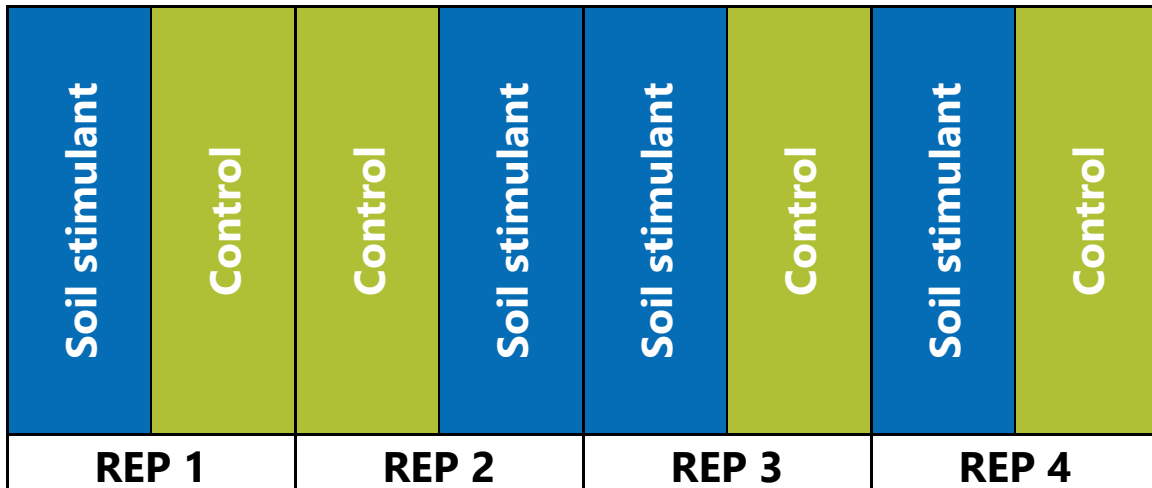 Soil stimulant
Control
Control
Soil stimulant
Soil stimulant
Control
Soil stimulant
Control
REP 1
REP 2
REP 3
REP 4